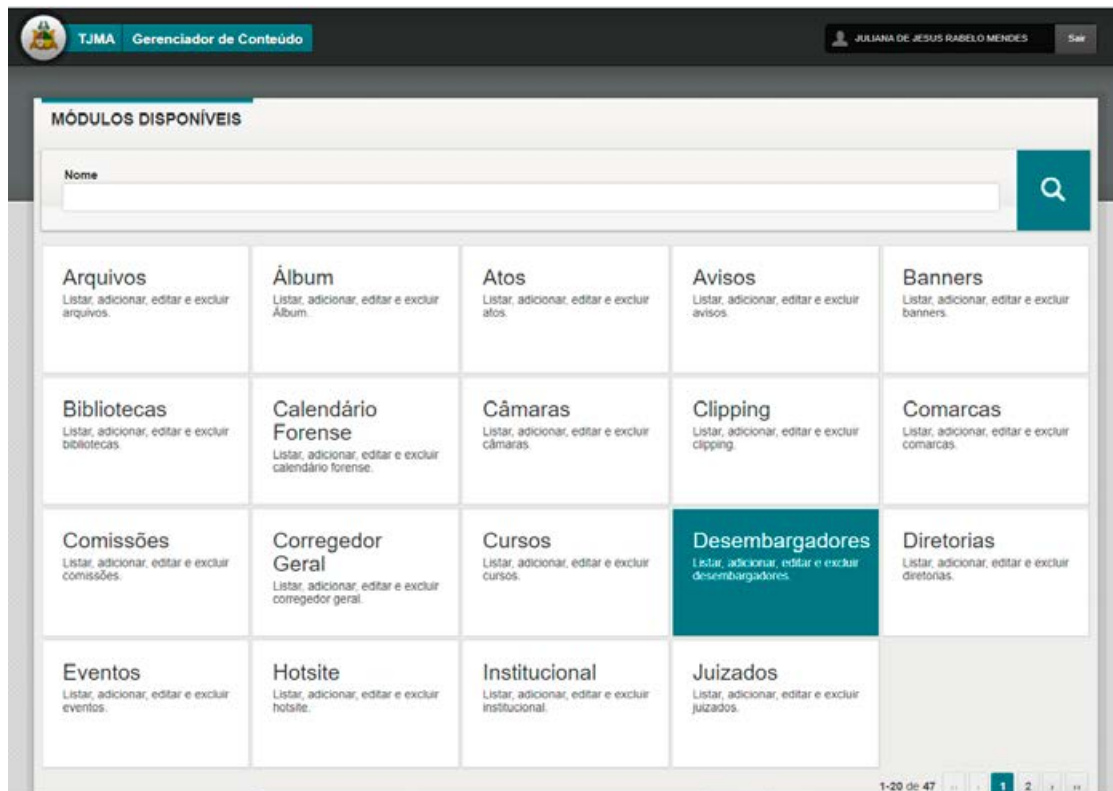 TJMA Gerenciador de Conteúdo
JULIANA DE JESUS RABELO MENDES
Sair
MÓDULOS DISPONÍVEIS
Nome
Arquivos
Listar, adicionar, editar e excluir
arquivos.
Álbum
Listar, adicionar, editar e excluir
Álbum.
Atos
Listar, adicionar, editar e excluir
atos.
Avisos
Listar, adicionar, editar e excluir
avisos.
Banners
Listar, adicionar, editar e excluir
banners.
Bibliotecas
Listar, adicionar, editar e excluir
bibliotecas.
Calendário
Forense
Listar, adicionar, editar e excluir
calendário forense.
Câmaras
Listar, adicionar, editar e excluir
câmaras.
Clipping
Listar, adicionar, editar e excluir
clipping.
Comarcas
Listar, adicionar, editar e excluir
comarcas.
Comissões
Listar, adicionar, editar e excluir
comissões.
Corregedor
Geral
Listar, adicionar, editar e excluir
corregedor geral.
Cursos
Listar, adicionar, editar e excluir
cursos.
Desembargadores
Listar, adicionar, editar e excluir
desembargadores.
Diretorias
Listar, adicionar, editar e excluir
diretorias.
Eventos
Listar, adicionar, editar e excluir
eventos.
Hotsite
Listar, adicionar, editar e excluir
hotsite.
Institucional
Listar, adicionar, editar e excluir
institucional.
Juizados
Listar, adicionar, editar e excluir
juizados.
1-20 de 47 ‹‹ ‹ 1 2 › ››